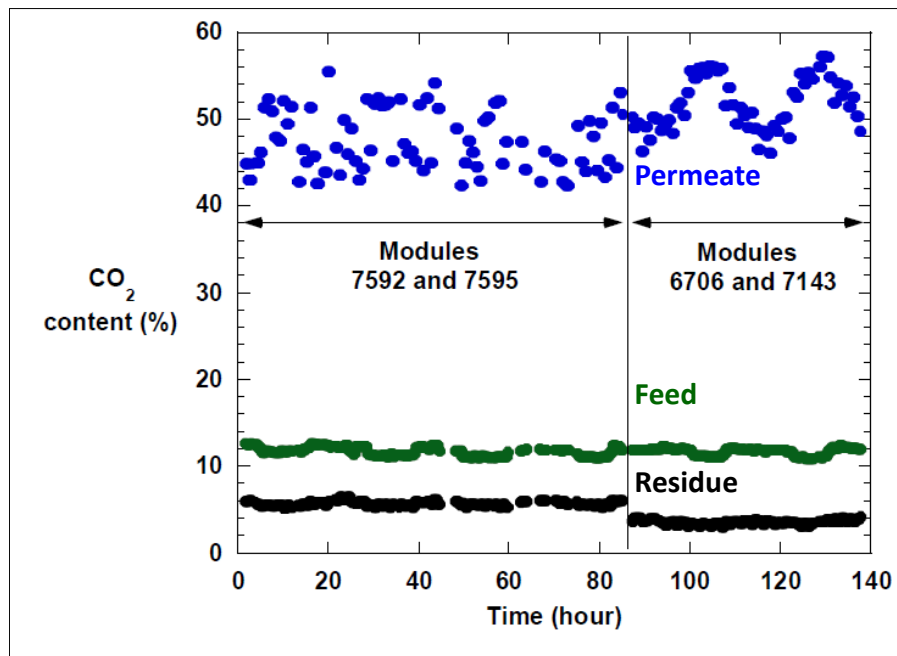 60
50
40
30
20
10
0
CO2
content (%)
Permeate
Modules
7592 and 7595
Modules
6706 and 7143
Feed
Residue
0 20 40 60 80 100 120 140
Time (hour)